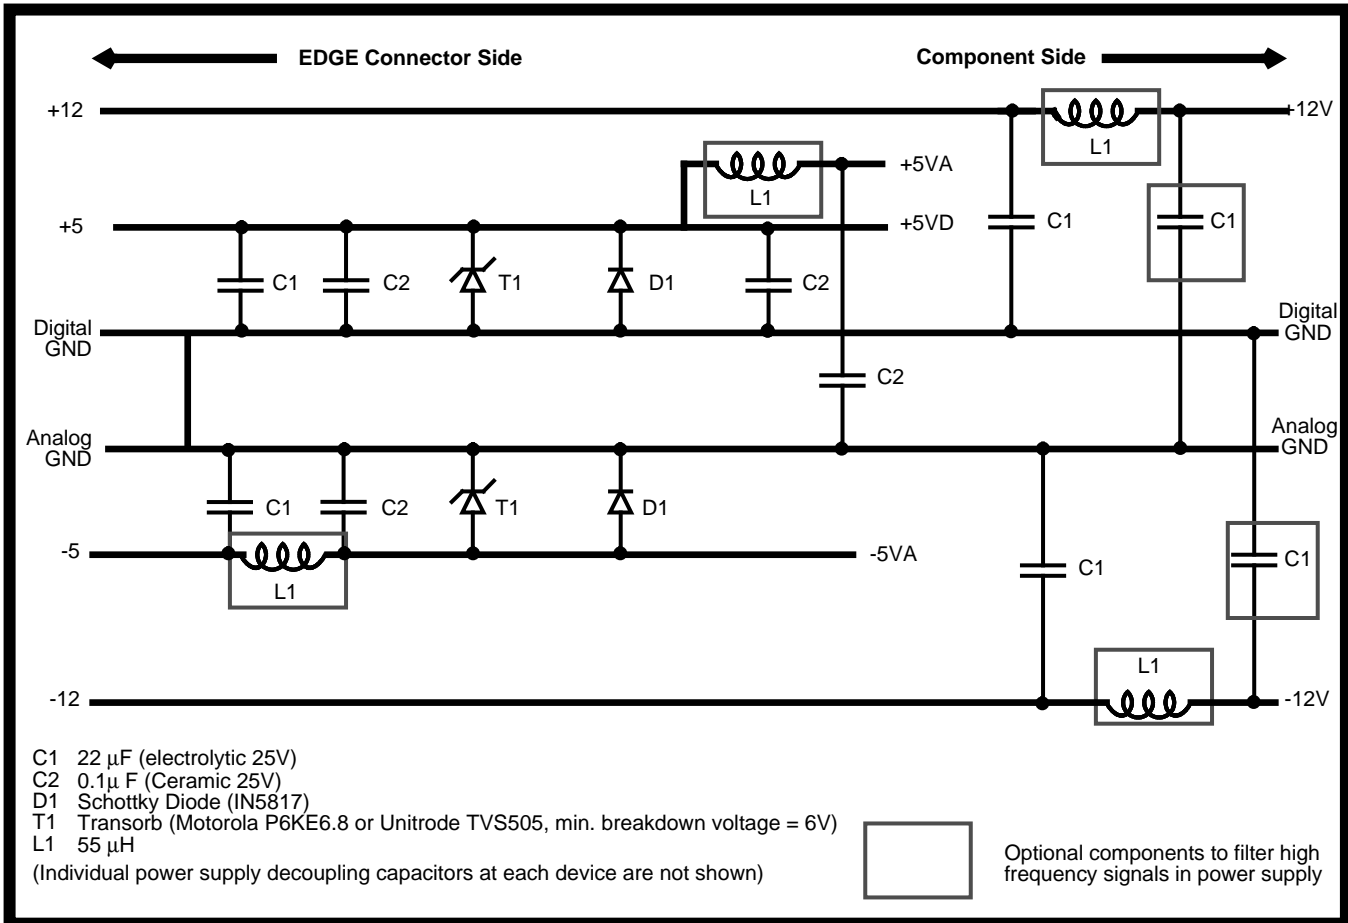 EDGE Connector Side
Component Side
+12
+12V
L1
+5VA
L1
C1
C1
+5
+5VD
C1
C2
T1
D1
C2
Digital
GND
Digital
GND
C2
Analog
GND
Analog
GND
C1
C2
T1
D1
-5
-5VA
L1
C1
C1
L1
-12
-12V
C1 22 μF (electrolytic 25V)
C2 0.1μ F (Ceramic 25V)
D1 Schottky Diode (IN5817)
T1 Transorb (Motorola P6KE6.8 or Unitrode TVS505, min. breakdown voltage = 6V)
L1 55 μH
(Individual power supply decoupling capacitors at each device are not shown)
Optional components to filter high
frequency signals in power supply